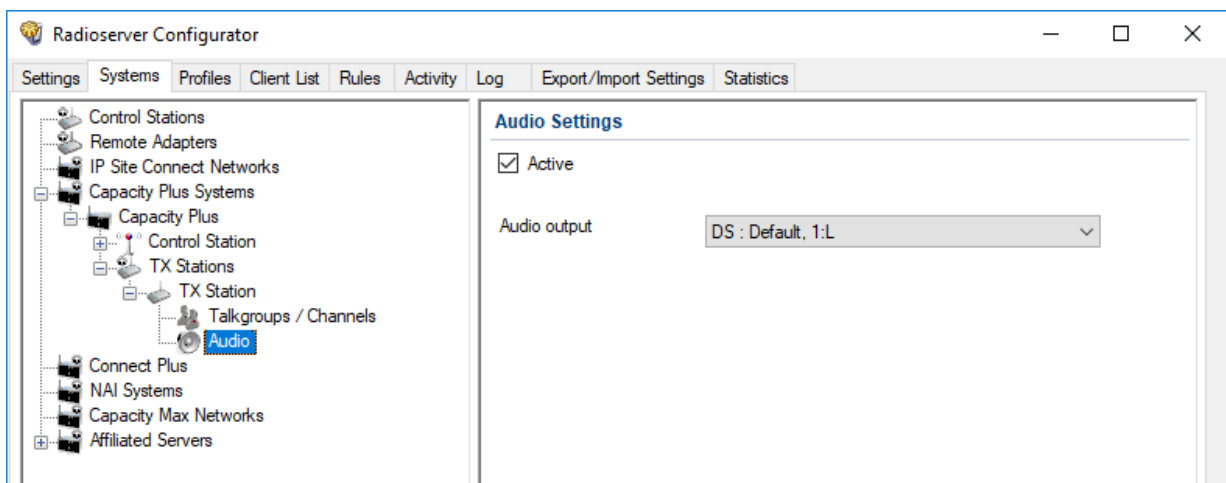 Radioserver Configurator
Settings Systems Profiles Client List Rules Activity Log Export/Import Settings Statistics
Control Stations
Remote Adapters
IP Site Connect Networks
Capacity Plus Systems
Capacity Plus
Control Station
TX Stations
TX Station
Talkgroups / Channels
Audio
Connect Plus
NAI Systems
Capacity Max Networks
Affiliated Servers
Audio Settings
Active
Audio output DS : Default, 1:L